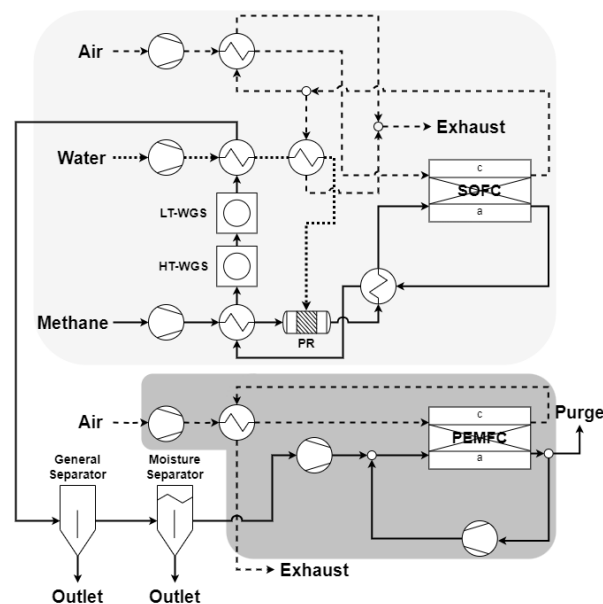 Air
Exhaust
Water
c
SOFC
a
LT-WGS
HT-WGS
Methane
PR
Air
c
PEMFC
a
Purge
General
Separator
Moisture
Separator
Outlet
Outlet
Exhaust